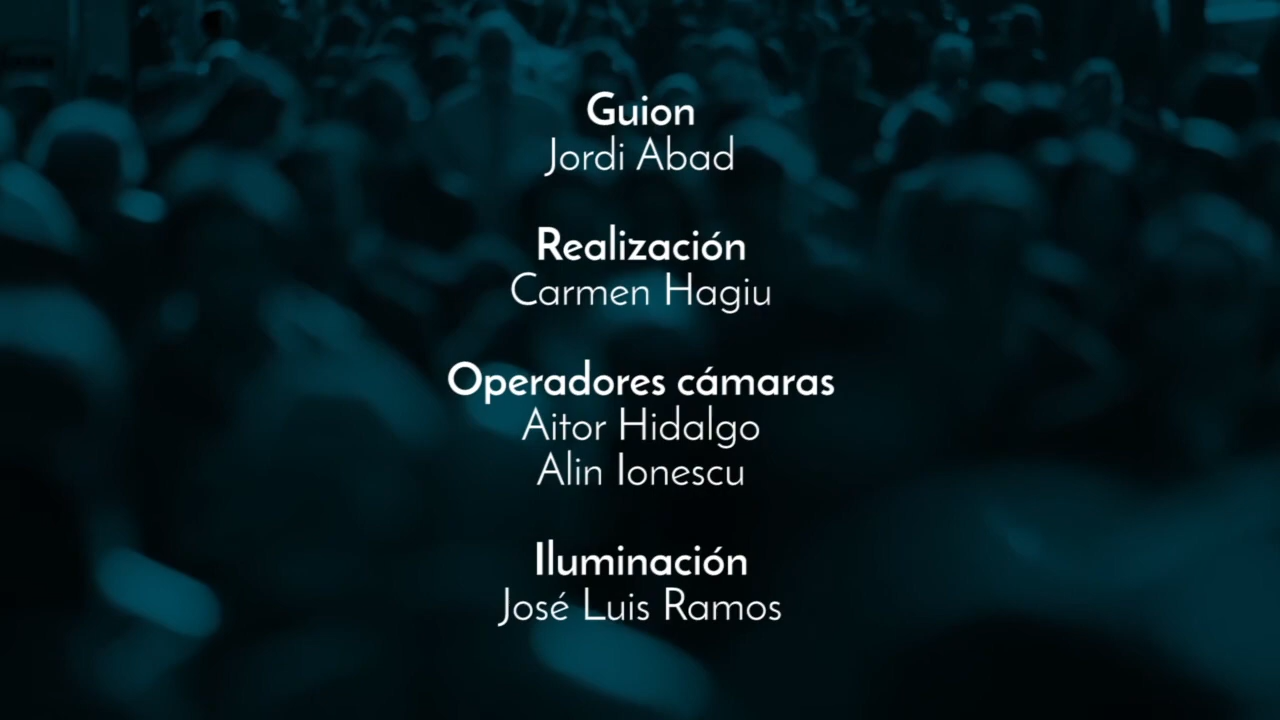 Guion
Jordi Abad
Realización
Carmen Hagiu
Operadores cámaras
Aitor Hidalgo
Alin Ionescu
Iluminación
José Luis Ramos